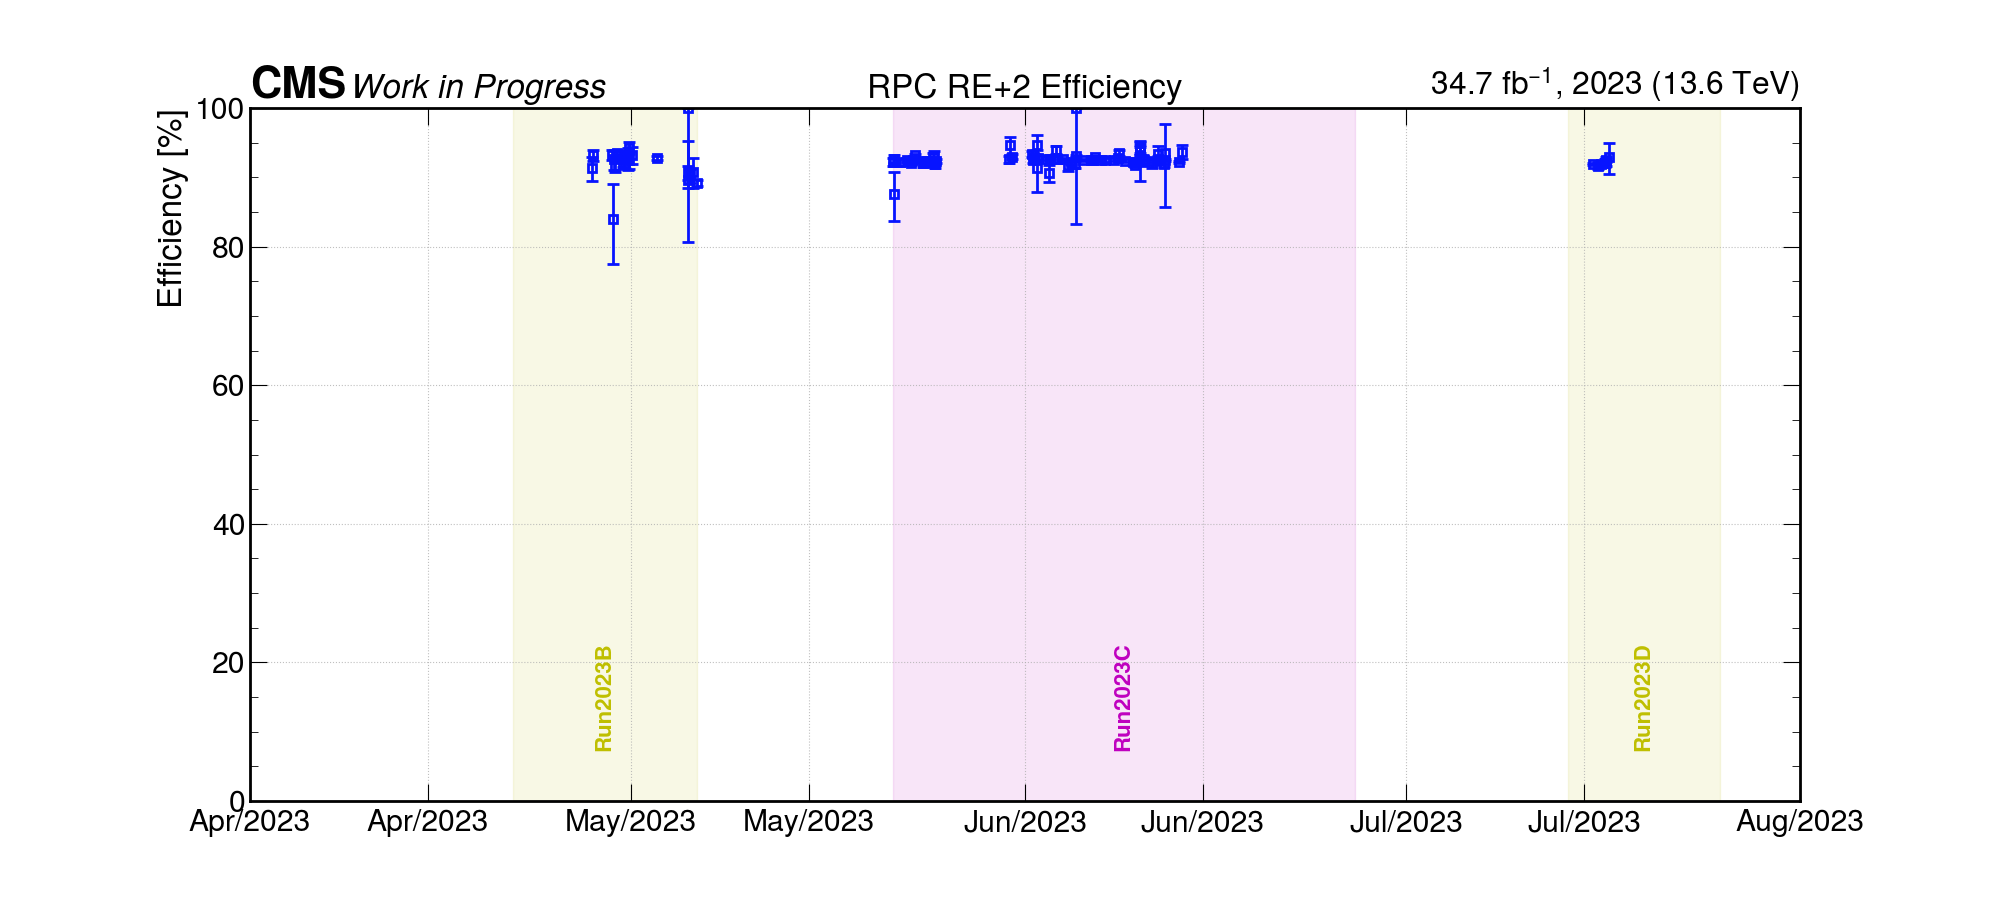 CMS Work in Progress RPC RE+2 Efficiency 34.7 fb⁻¹, 2023 (13.6 TeV)
Efficiency [%]
100
80
60
40
20
0
Run2023B
Run2023C
Run2023D
Apr/2023 Apr/2023 May/2023 May/2023 Jun/2023 Jun/2023 Jul/2023 Jul/2023 Aug/2023